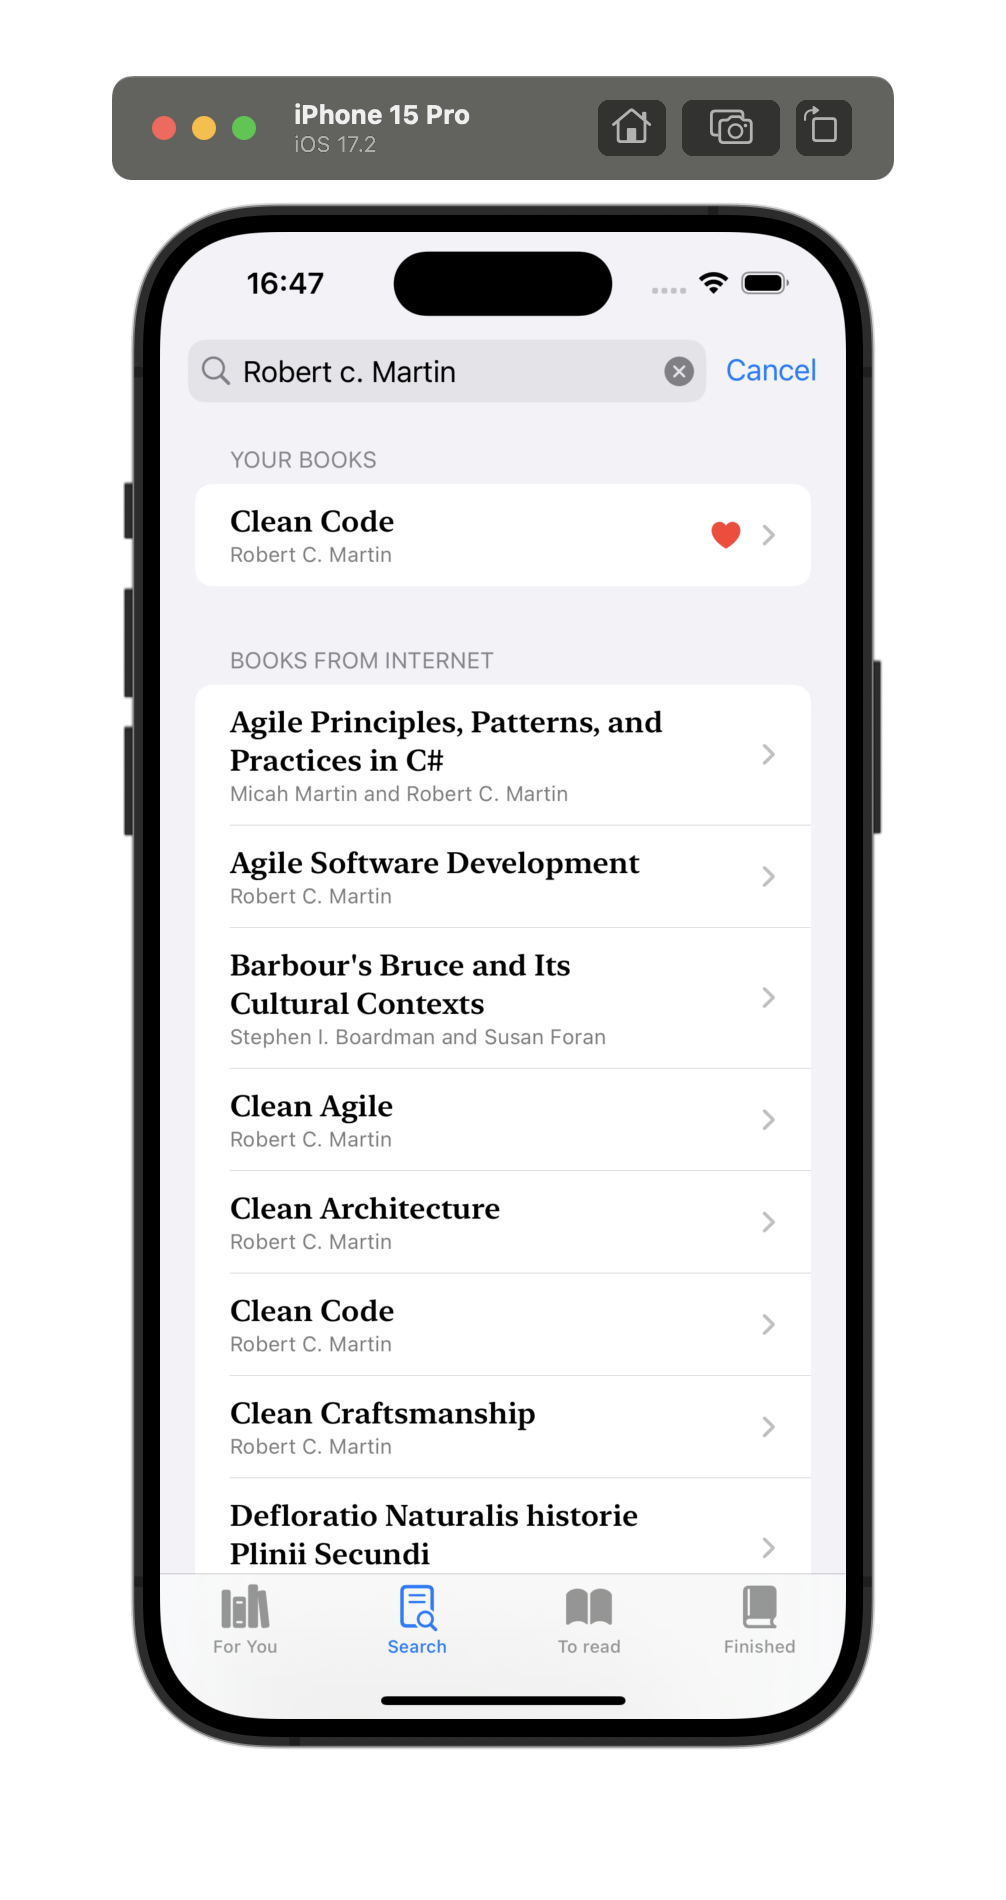 iPhone 15 Pro
iOS 17.2
16:47
Robert c. Martin
Cancel
YOUR BOOKS
Clean Code
Robert C. Martin
BOOKS FROM INTERNET
Agile Principles, Patterns, and
Practices in C#
Micah Martin and Robert C. Martin
Agile Software Development
Robert C. Martin
Barbour's Bruce and Its
Cultural Contexts
Stephen I. Boardman and Susan Foran
Clean Agile
Robert C. Martin
Clean Architecture
Robert C. Martin
Clean Code
Robert C. Martin
Clean Craftsmanship
Robert C. Martin
Defloratio Naturalis historie
Plinii Secundi
For You
Search
To read
Finished